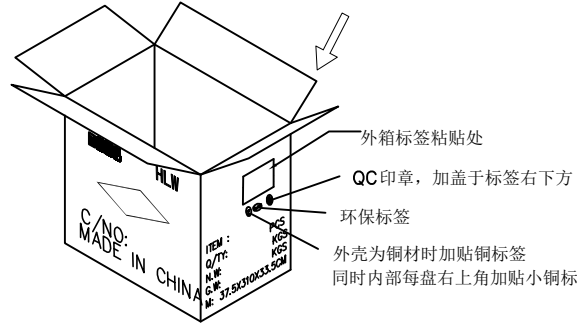 HLW
外箱标签粘贴处
QC印章，加盖于标签右下方
环保标签
外壳为铜材时加贴铜标签
同时内部每盘右上角加贴小铜标
C/NO:
MADE IN CHINA
ITEM :
Q/TY: PCS
N.W: KGS
G.W: KGS
M: 37.5X310X33.5CM